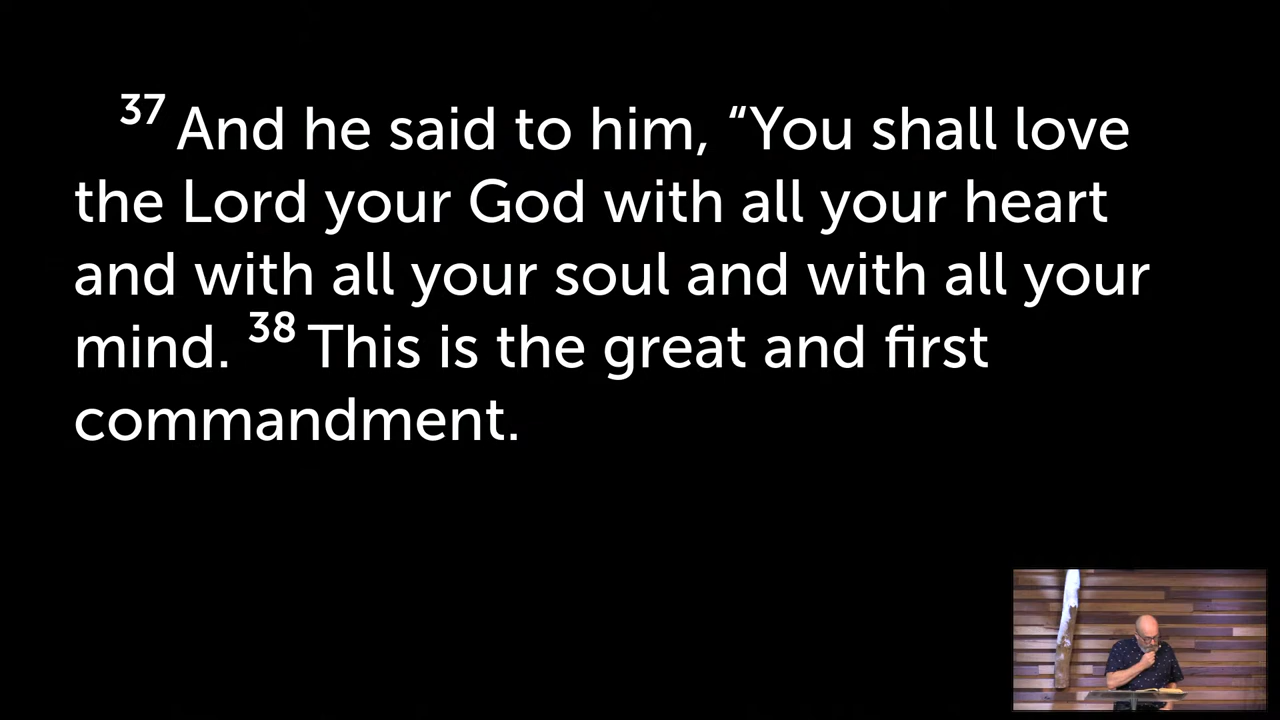 37 And he said to him, “You shall love
the Lord your God with all your heart
and with all your soul and with all your
mind. 38 This is the great and first
commandment.